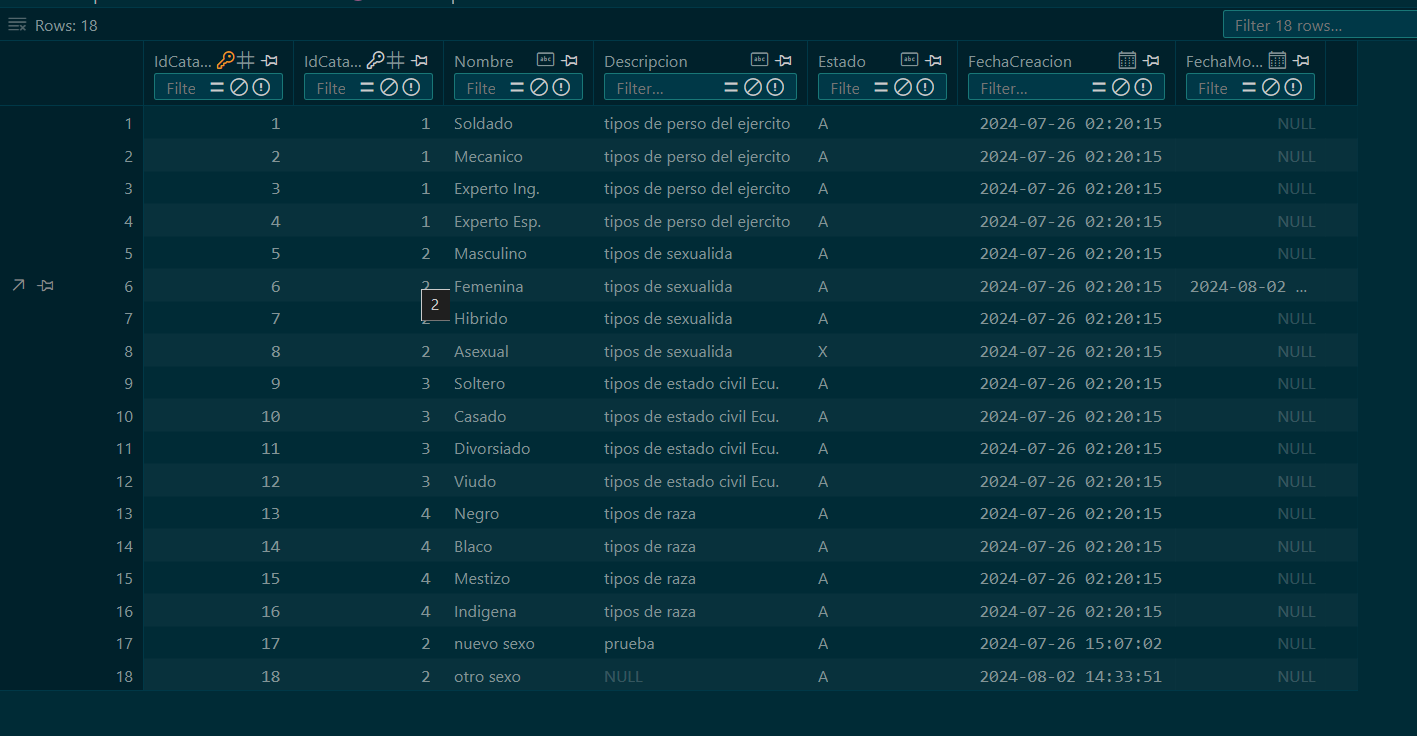 Rows: 18
Filter 18 rows...
IdCata... IdCata... Nombre Descripcion Estado FechaCreacion FechaMo...
Filte Filte Filte Filter... Filte Filter... Filte
1 1 1 Soldado tipos de perso del ejercito A 2024-07-26 02:20:15 NULL
2 2 1 Mecanico tipos de perso del ejercito A 2024-07-26 02:20:15 NULL
3 3 1 Experto Ing. tipos de perso del ejercito A 2024-07-26 02:20:15 NULL
4 4 1 Experto Esp. tipos de perso del ejercito A 2024-07-26 02:20:15 NULL
5 5 2 Masculino tipos de sexualida A 2024-07-26 02:20:15 NULL
6 6 2 Femenina tipos de sexualida A 2024-07-26 02:20:15 2024-08-02 ...
2
7 7 2 Hibrido tipos de sexualida A 2024-07-26 02:20:15 NULL
8 8 2 Asexual tipos de sexualida X 2024-07-26 02:20:15 NULL
9 9 3 Soltero tipos de estado civil Ecu. A 2024-07-26 02:20:15 NULL
10 10 3 Casado tipos de estado civil Ecu. A 2024-07-26 02:20:15 NULL
11 11 3 Divorsiado tipos de estado civil Ecu. A 2024-07-26 02:20:15 NULL
12 12 3 Viudo tipos de estado civil Ecu. A 2024-07-26 02:20:15 NULL
13 13 4 Negro tipos de raza A 2024-07-26 02:20:15 NULL
14 14 4 Blaco tipos de raza A 2024-07-26 02:20:15 NULL
15 15 4 Mestizo tipos de raza A 2024-07-26 02:20:15 NULL
16 16 4 Indigena tipos de raza A 2024-07-26 02:20:15 NULL
17 17 2 nuevo sexo prueba A 2024-07-26 15:07:02 NULL
18 18 2 otro sexo NULL A 2024-08-02 14:33:51 NULL